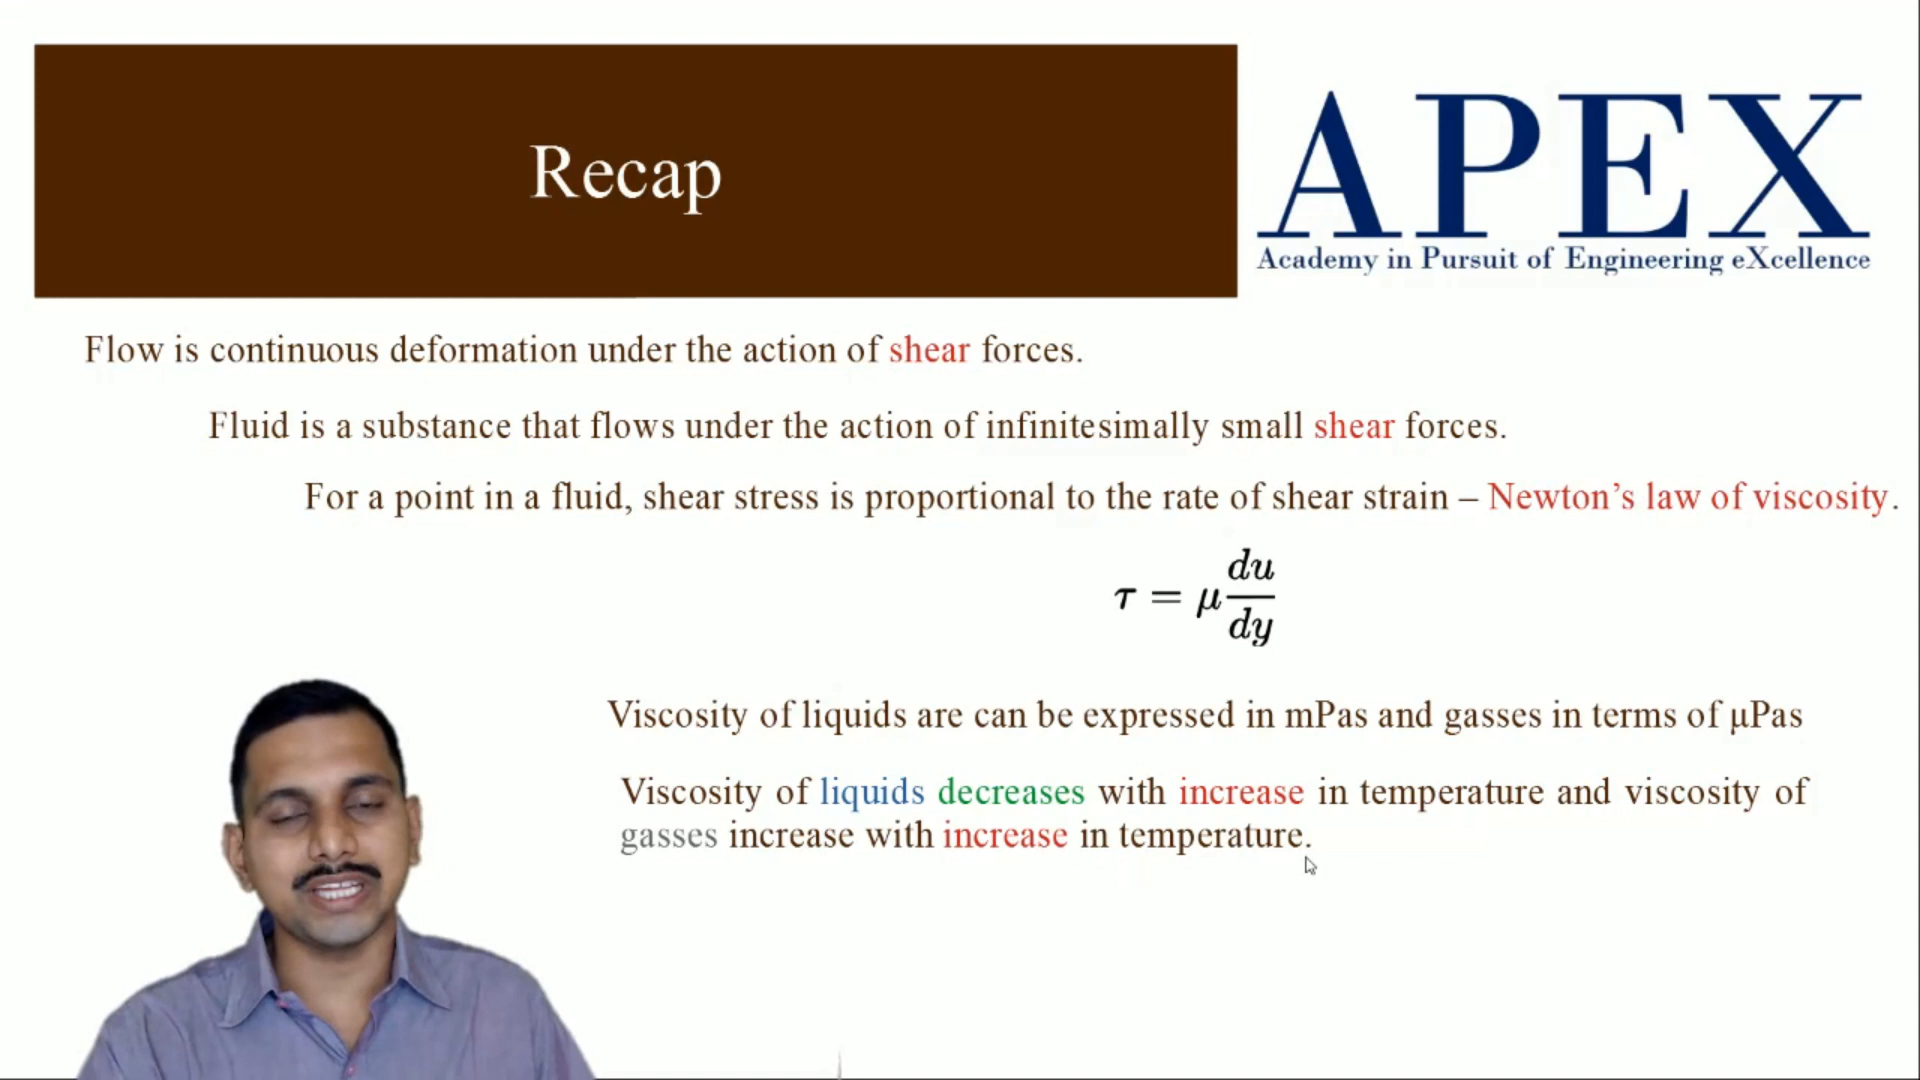 Recap
APEX
Academy in Pursuit of Engineering eXcellence
Flow is continuous deformation under the action of shear forces.
Fluid is a substance that flows under the action of infinitesimally small shear forces.
For a point in a fluid, shear stress is proportional to the rate of shear strain – Newton’s law of viscosity.
τ = μ du/dy
Viscosity of liquids are can be expressed in mPas and gasses in terms of μPas
Viscosity of liquids decreases with increase in temperature and viscosity of
gasses increase with increase in temperature.